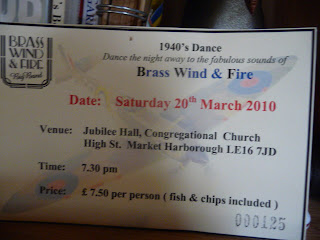 1940's Dance
Dance the night away to the fabulous sounds of
Brass Wind & Fire
BRASS
WIND
& FIRE
Big Band
Date: Saturday 20th March 2010
Venue: Jubilee Hall, Congregational Church
High St. Market Harborough LE16 7JD
Time: 7.30 pm
Price: £ 7.50 per person ( fish & chips included )
000125